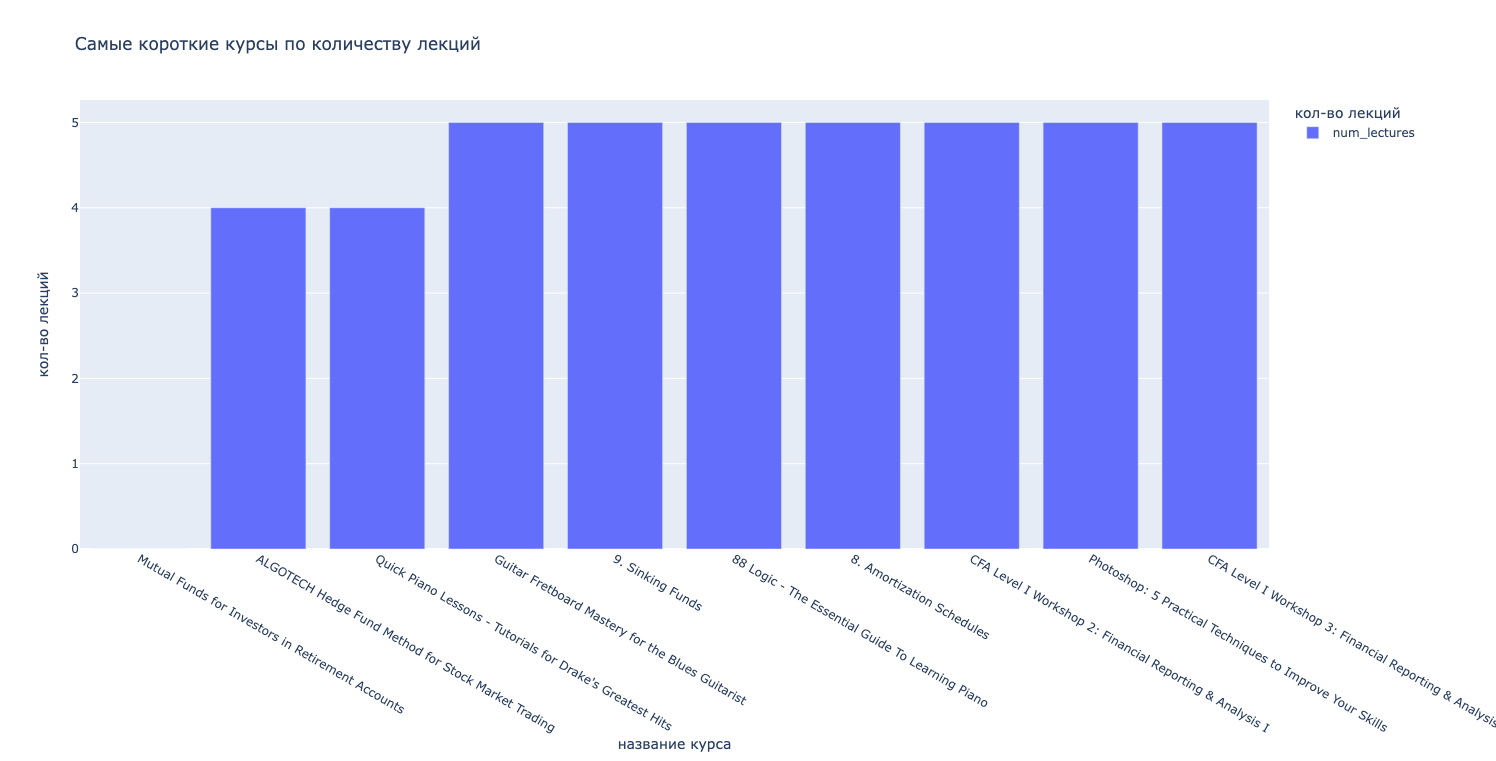 Самые короткие курсы по количеству лекций
кол-во лекций
num_lectures
5
4
3
2
1
0
кол-во лекций
Mutual Funds for Investors in Retirement Accounts
ALGOTECH Hedge Fund Method for Stock Market Trading
Quick Piano Lessons - Tutorials for Drake's Greatest Hits
Guitar Fretboard Mastery for the Blues Guitarist
9. Sinking Funds
88 Logic - The Essential Guide To Learning Piano
8. Amortization Schedules
CFA Level I Workshop 2: Financial Reporting & Analysis I
Photoshop: 5 Practical Techniques to Improve Your Skills
CFA Level I Workshop 3: Financial Reporting & Analysis
название курса